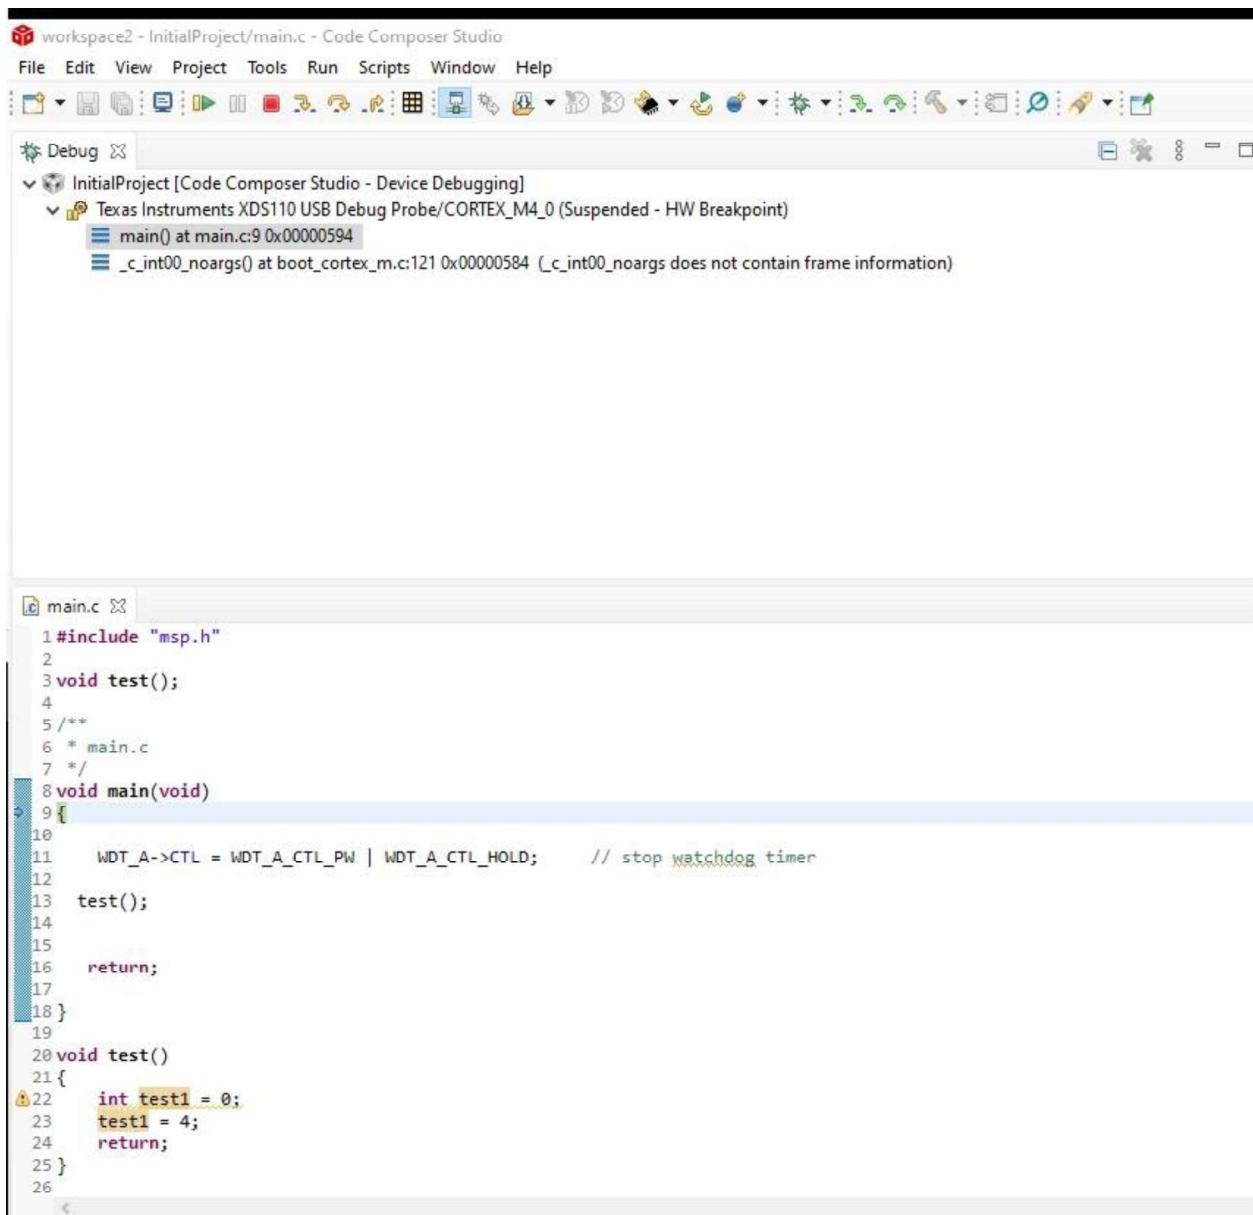 workspace2 - InitialProject/main.c - Code Composer Studio
File Edit View Project Tools Run Scripts Window Help
Debug
InitialProject [Code Composer Studio - Device Debugging]
Texas Instruments XDS110 USB Debug Probe/CORTEX_M4_0 (Suspended - HW Breakpoint)
main() at main.c:9 0x00000594
_c_int00_noargs() at boot_cortex_m.c:121 0x00000584 (_c_int00_noargs does not contain frame information)
.c main.c
1 #include "msp.h"
2
3 void test();
4
5 /**
6 * main.c
7 */
8 void main(void)
9 {
10
11 WDT_A->CTL = WDT_A_CTL_PW | WDT_A_CTL_HOLD; // stop watchdog timer
12
13 test();
14
15
16 return;
17
18 }
19
20 void test()
21 {
22 int test1 = 0;
23 test1 = 4;
24 return;
25 }
26